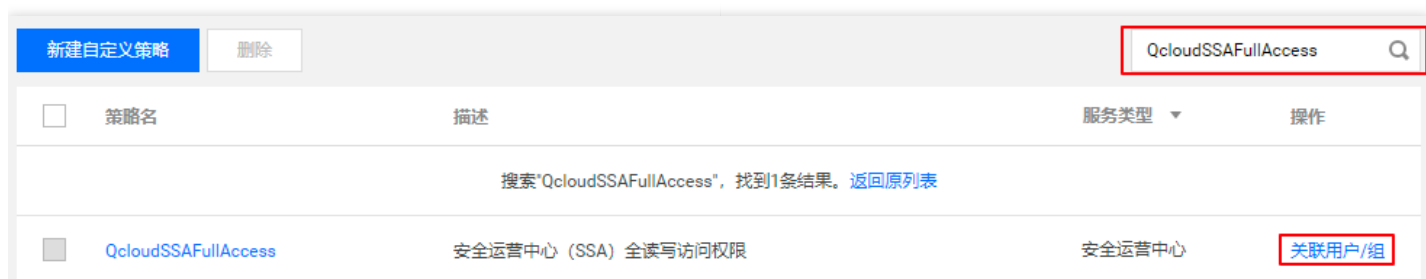 新建自定义策略 删除 QcloudSSAFullAccess
策略名 描述 服务类型 操作
搜索"QcloudSSAFullAccess"，找到1条结果。返回原列表
QcloudSSAFullAccess 安全运营中心（SSA）全读写访问权限 安全运营中心 关联用户/组